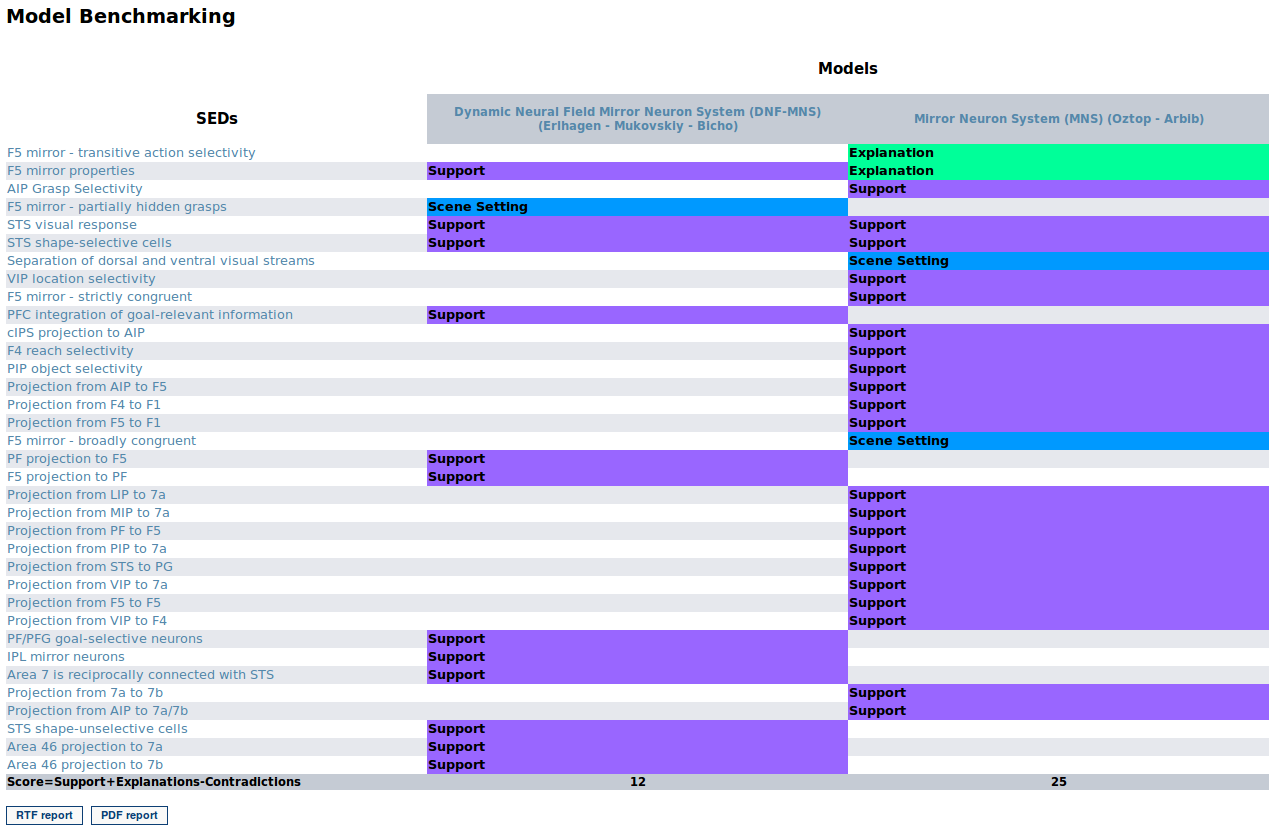 Model Benchmarking
Models
SEDs
Dynamic Neural Field Mirror Neuron System (DNF-MNS)
(Erlhagen - Mukovskiy - Bicho)
Mirror Neuron System (MNS) (Oztop - Arbib)
F5 mirror - transitive action selectivity Explanation
F5 mirror properties Support Explanation
AIP Grasp Selectivity Support
F5 mirror - partially hidden grasps Scene Setting
STS visual response Support Support
STS shape-selective cells Support Support
Separation of dorsal and ventral visual streams Scene Setting
VIP location selectivity Support
F5 mirror - strictly congruent Support
PFC integration of goal-relevant information Support
cIPS projection to AIP Support
F4 reach selectivity Support
PIP object selectivity Support
Projection from AIP to F5 Support
Projection from F4 to F1 Support
Projection from F5 to F1 Support
F5 mirror - broadly congruent Scene Setting
PF projection to F5 Support
F5 projection to PF Support
Projection from LIP to 7a Support
Projection from MIP to 7a Support
Projection from PF to F5 Support
Projection from PIP to 7a Support
Projection from STS to PG Support
Projection from VIP to 7a Support
Projection from F5 to F5 Support
Projection from VIP to F4 Support
PF/PFG goal-selective neurons Support
IPL mirror neurons Support
Area 7 is reciprocally connected with STS Support
Projection from 7a to 7b Support
Projection from AIP to 7a/7b Support
STS shape-unselective cells Support
Area 46 projection to 7a Support
Area 46 projection to 7b Support
Score=Support+Explanations-Contradictions 12 25
RTF report PDF report